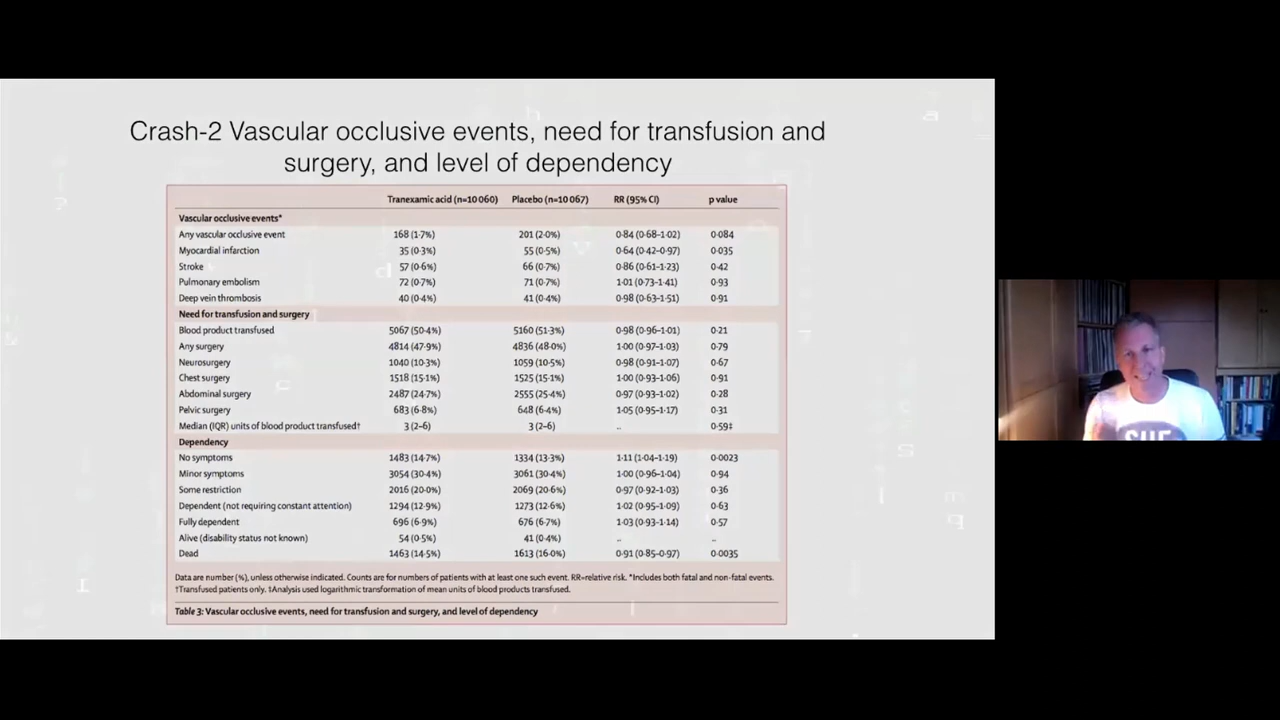 Crash-2 Vascular occlusive events, need for transfusion and
surgery, and level of dependency
Tranexamic acid (n=10 060) Placebo (n=10 067) RR (95% CI) p value
Vascular occlusive events*
Any vascular occlusive event 168 (1·7%) 201 (2·0%) 0·84 (0·68–1·02) 0·084
Myocardial infarction 35 (0·3%) 55 (0·5%) 0·64 (0·42–0·97) 0·035
Stroke 57 (0·6%) 66 (0·7%) 0·86 (0·61–1·23) 0·42
Pulmonary embolism 72 (0·7%) 71 (0·7%) 1·01 (0·73–1·41) 0·93
Deep vein thrombosis 40 (0·4%) 41 (0·4%) 0·98 (0·63–1·51) 0·91
Need for transfusion and surgery
Blood product transfused 5067 (50·4%) 5160 (51·3%) 0·98 (0·96–1·01) 0·21
Any surgery 4814 (47·9%) 4836 (48·0%) 1·00 (0·97–1·03) 0·79
Neurosurgery 1040 (10·3%) 1059 (10·5%) 0·98 (0·91–1·07) 0·67
Chest surgery 1518 (15·1%) 1525 (15·1%) 1·00 (0·93–1·06) 0·91
Abdominal surgery 2487 (24·7%) 2555 (25·4%) 0·97 (0·93–1·02) 0·28
Pelvic surgery 683 (6·8%) 648 (6·4%) 1·05 (0·95–1·17) 0·31
Median (IQR) units of blood product transfused† 3 (2–6) 3 (2–6) .. 0·59‡
Dependency
No symptoms 1483 (14·7%) 1334 (13·3%) 1·11 (1·04–1·19) 0·0023
Minor symptoms 3054 (30·4%) 3061 (30·4%) 1·00 (0·96–1·04) 0·94
Some restriction 2016 (20·0%) 2069 (20·6%) 0·97 (0·92–1·03) 0·36
Dependent (not requiring constant attention) 1294 (12·9%) 1273 (12·6%) 1·02 (0·95–1·09) 0·63
Fully dependent 696 (6·9%) 676 (6·7%) 1·03 (0·93–1·14) 0·57
Alive (disability status not known) 54 (0·5%) 41 (0·4%) .. ..
Dead 1463 (14·5%) 1613 (16·0%) 0·91 (0·85–0·97) 0·0035
Data are number (%), unless otherwise indicated. Counts are for numbers of patients with at least one such event. RR=relative risk. *Includes both fatal and non-fatal events.
†Transfused patients only. ‡Analysis used logarithmic transformation of mean units of blood products transfused.
Table 3: Vascular occlusive events, need for transfusion and surgery, and level of dependency